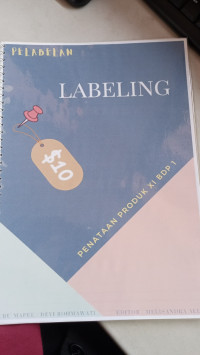 PELABELAN
LABELING
$10
PENATAAN PRODUK XI BDP 1